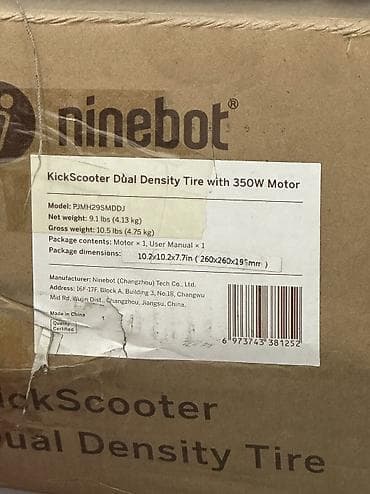 ninebot®
KickScooter Dual Density Tire with 350W Motor
Model: PJMH29SMDDJ
Net weight: 9.1 lbs (4.13 kg)
Gross weight: 10.5 lbs (4.75 kg)
Package contents: Motor × 1, User Manual × 1
Package dimensions: 10.2x10.2x7.7in ( 260x260x195mm )
Manufacturer: Ninebot (Changzhou) Tech Co., Ltd.
Address: 16F-17F, Block A, Building 3, No.18, Changwu
Mid Rd, Wujin Dist., Changzhou, Jiangsu, China.
Made in
Quality
Certified
6 973743 381252
ickScooter
Dual Density Tire